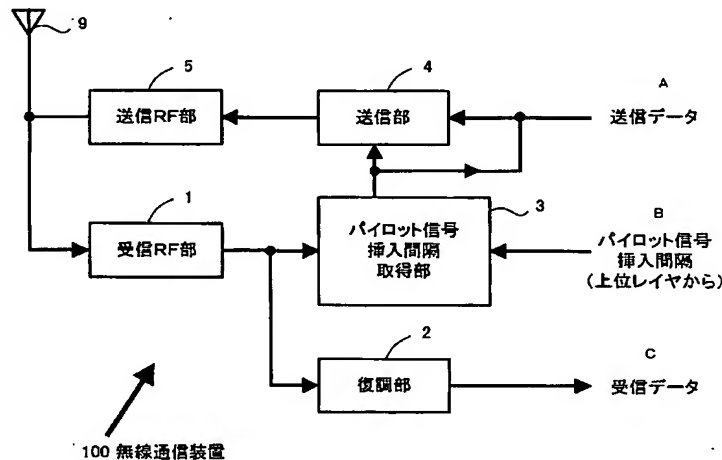 9
5
送信RF部
4
送信部
A
送信データ
1
受信RF部
3
パイロット信号
挿入間隔
取得部
B
パイロット信号
挿入間隔
(上位レイヤから)
2
復調部
C
受信データ
100 無線通信装置